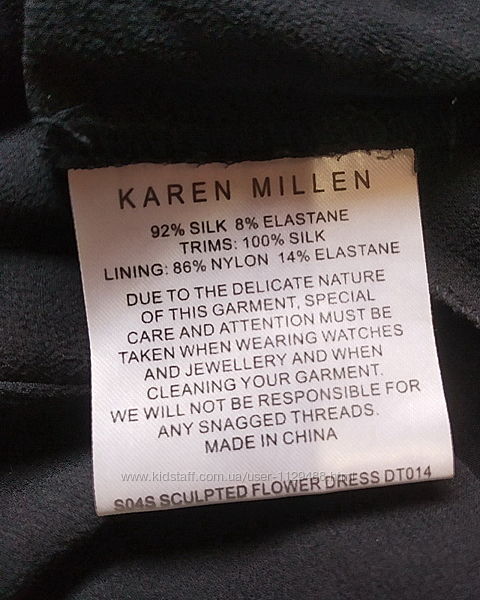 KAREN MILLEN
92% SILK 8% ELASTANE
TRIMS: 100% SILK
LINING: 86% NYLON 14% ELASTANE
DUE TO THE DELICATE NATURE
OF THIS GARMENT, SPECIAL
CARE AND ATTENTION MUST BE
TAKEN WHEN WEARING WATCHES
AND JEWELLERY AND WHEN
CLEANING YOUR GARMENT.
WE WILL NOT BE RESPONSIBLE FOR
ANY SNAGGED THREADS.
MADE IN CHINA
S04S SCULPTED FLOWER DRESS DT014